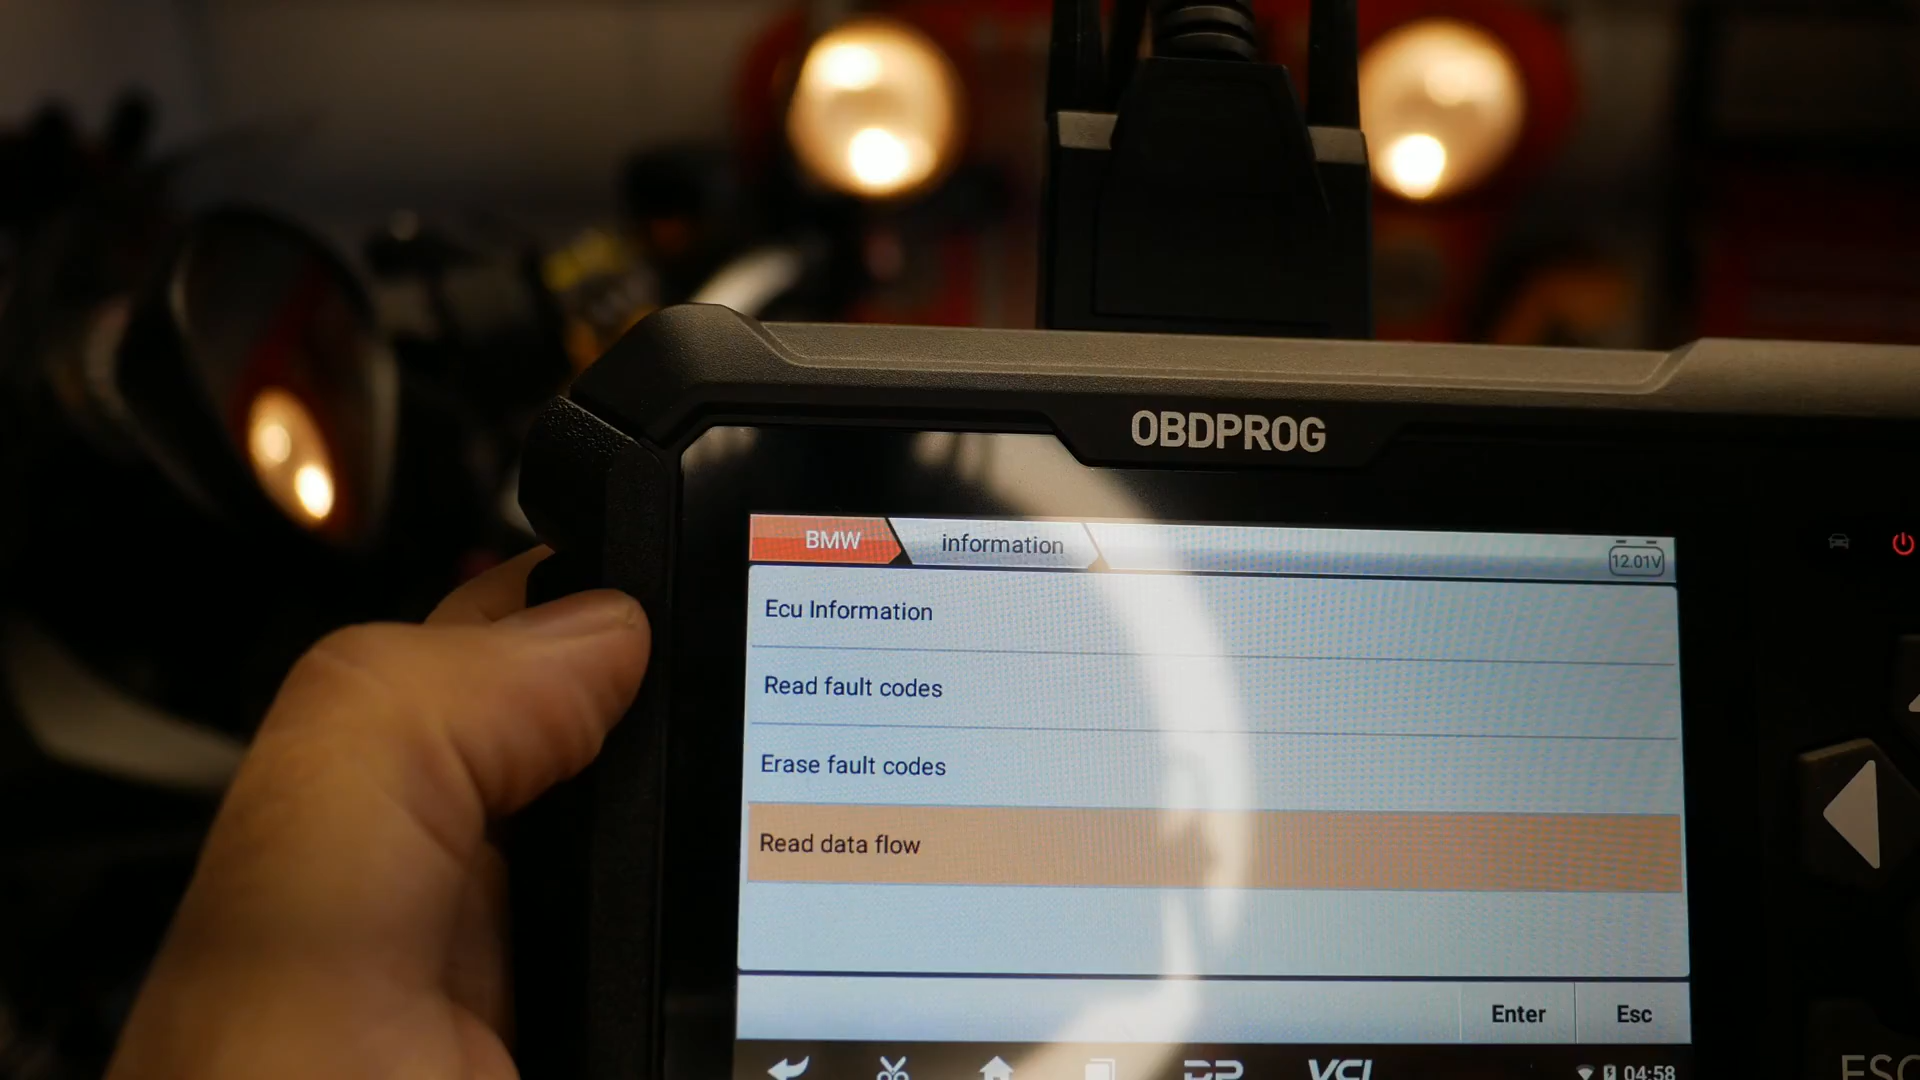 OBDPROG
BMW
information
12.01V
Ecu Information
Read fault codes
Erase fault codes
Read data flow
Enter
Esc
VCI
04:58
ESC